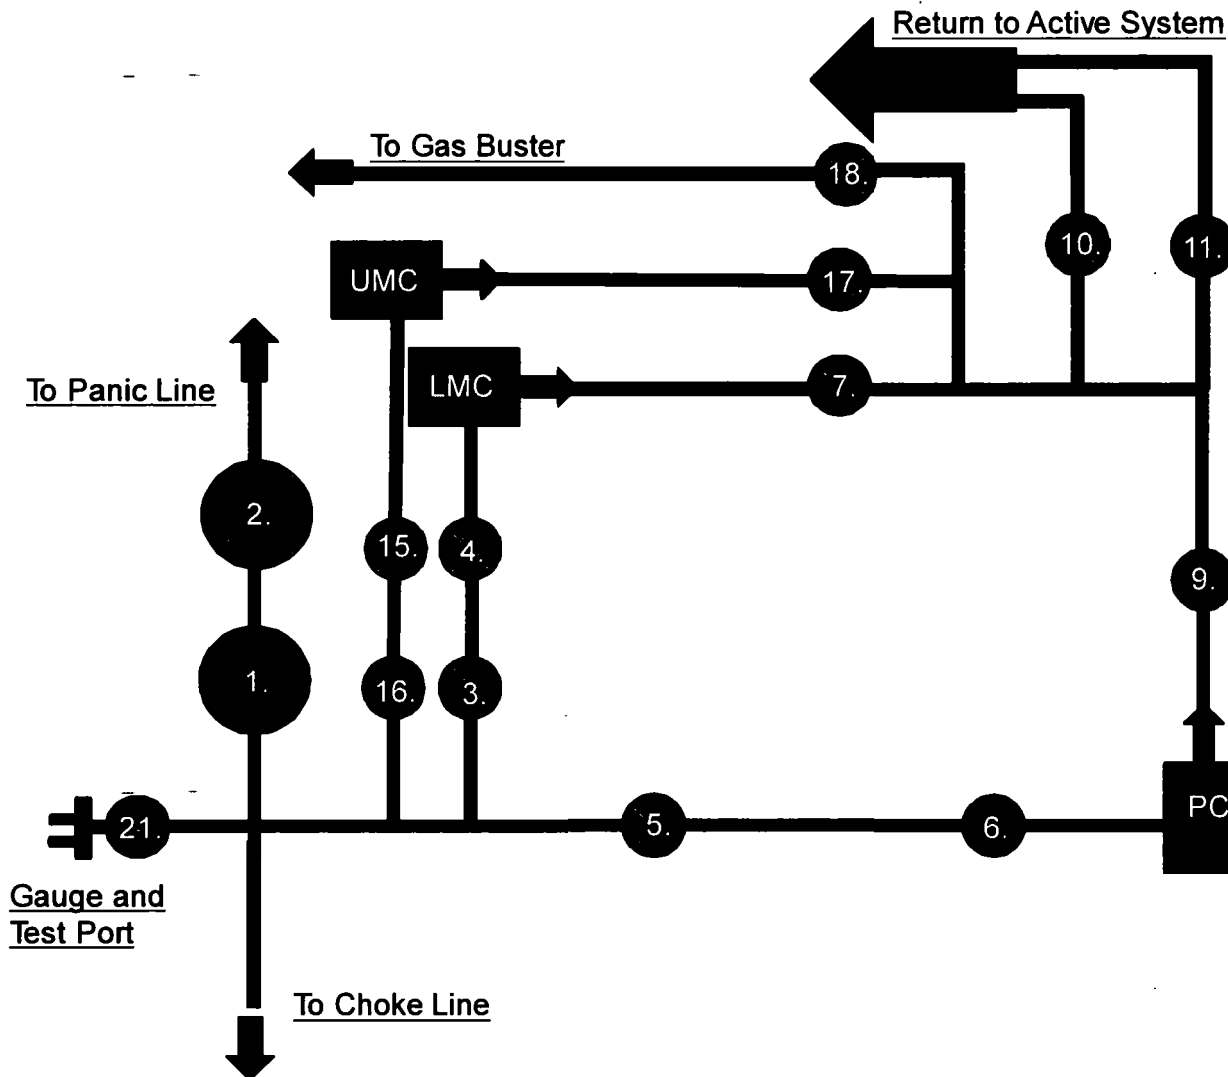 Return to Active System
To Gas Buster
18.
UMC
17.
10.
11.
LMC
7.
To Panic Line
2.
15.
4.
9.
1.
16.
3.
21.
5.
6.
PC
Gauge and
Test Port
To Choke Line